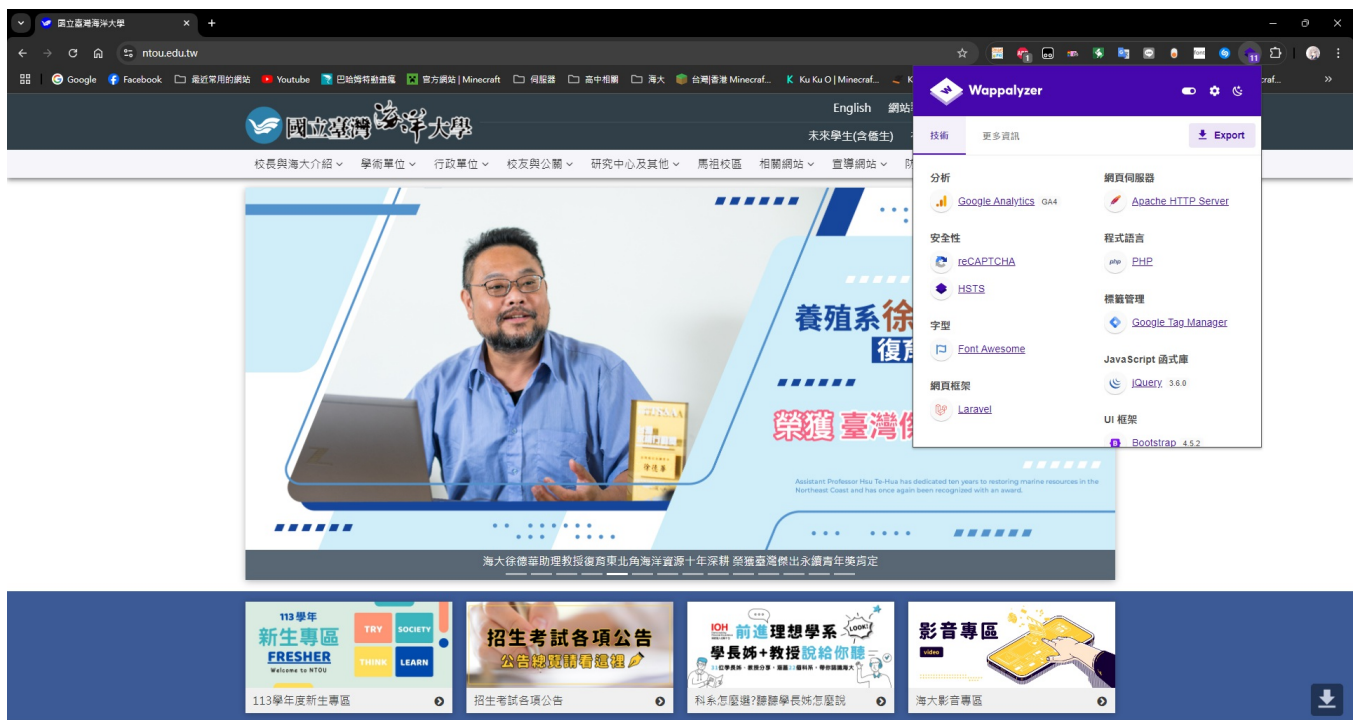 國立臺灣海洋大學
ntou.edu.tw
Google
Facebook
最近常用的網站
Youtube
巴哈姆特動畫瘋
官方網站 | Minecraft
伺服器
高中相關
海大
台灣|香港 Minecraf...
Ku Ku O | Minecraf...
craf...
國立臺灣海洋大學
English
未來學生(含僑生)
校長與海大介紹
學術單位
行政單位
校友與公關
研究中心及其他
馬祖校區
相關網站
宣導網站
Wappalyzer
技術
更多資訊
Export
分析
Google Analytics GA4
安全性
reCAPTCHA
HSTS
字型
Font Awesome
網頁框架
Laravel
網頁伺服器
Apache HTTP Server
程式語言
PHP
標籤管理
Google Tag Manager
JavaScript 函式庫
jQuery 3.6.0
UI 框架
Bootstrap 4.5.2
養殖系徐
復育
榮獲 臺灣傑
Assistant Professor Hsu Te-Hua has dedicated ten years to restoring marine resources in the
Northeast Coast and has once again been recognized with an award.
海大徐德華助理教授復育東北角海洋資源十年深耕 榮獲臺灣傑出永續青年獎肯定
113學年
新生專區
FRESHER
Welcome to NTOU
TRY
SOCIETY
THINK
LEARN
113學年度新生專區
招生考試各項公告
公告總覽請看這裡
招生考試各項公告
IOH 前進理想學系
LOOK!
學長姊+教授說給你聽
科系怎麼選?聽聽學長姊怎麼說
影音專區
video
海大影音專區